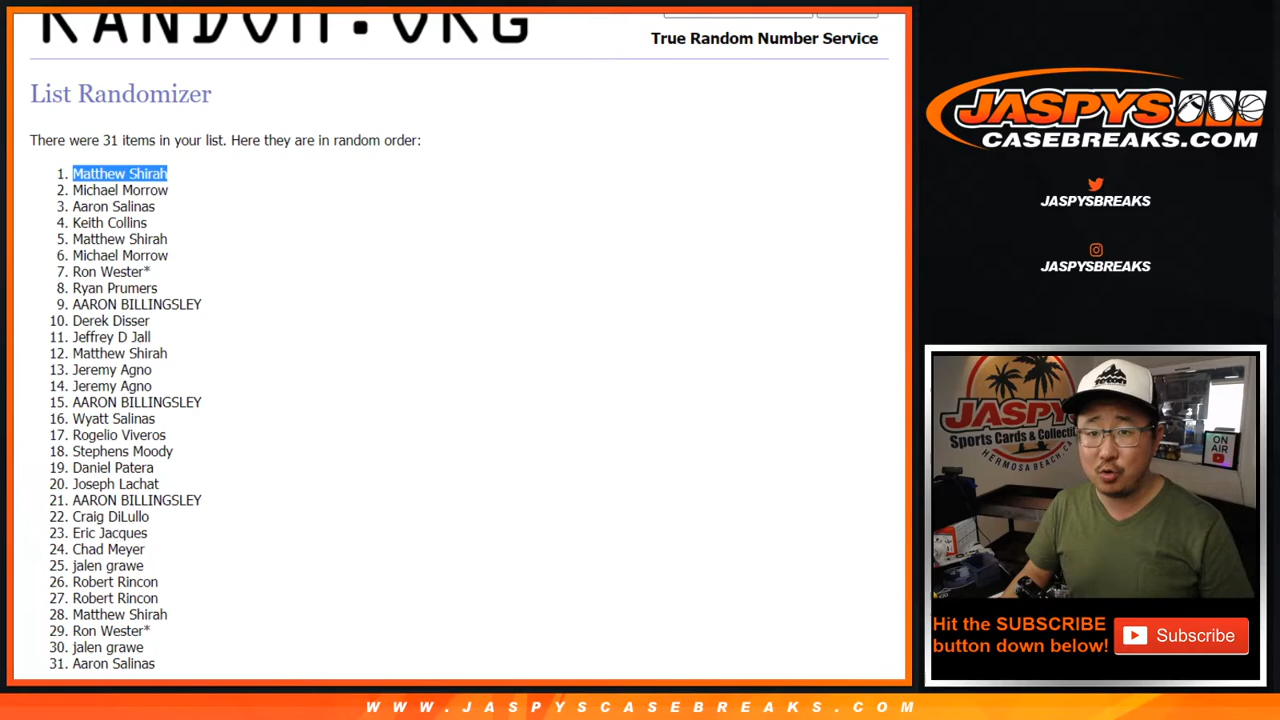 RANDOM.ORG
True Random Number Service
List Randomizer
There were 31 items in your list. Here they are in random order:
1. Matthew Shirah
2. Michael Morrow
3. Aaron Salinas
4. Keith Collins
5. Matthew Shirah
6. Michael Morrow
7. Ron Wester*
8. Ryan Prumers
9. AARON BILLINGSLEY
10. Derek Disser
11. Jeffrey D Jall
12. Matthew Shirah
13. Jeremy Agno
14. Jeremy Agno
15. AARON BILLINGSLEY
16. Wyatt Salinas
17. Rogelio Viveros
18. Stephens Moody
19. Daniel Patera
20. Joseph Lachat
21. AARON BILLINGSLEY
22. Craig DiLullo
23. Eric Jacques
24. Chad Meyer
25. jalen grawe
26. Robert Rincon
27. Robert Rincon
28. Matthew Shirah
29. Ron Wester*
30. jalen grawe
31. Aaron Salinas
JASPYS
CASEBREAKS.COM
JASPYSBREAKS
JASPYSBREAKS
JASPYS
Sports Cards & Collecti
HERMOSA BEACH, CA
ON
AIR
Hit the SUBSCRIBE
button down below!
Subscribe
WWW.JASPYSCASEBREAKS.COM